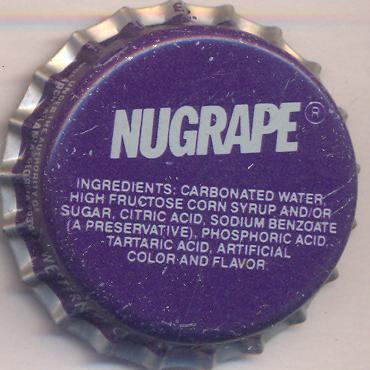 NUGRAPE®
INGREDIENTS: CARBONATED WATER,
HIGH FRUCTOSE CORN SYRUP AND/OR
SUGAR, CITRIC ACID, SODIUM BENZOATE
(A PRESERVATIVE), PHOSPHORIC ACID,
TARTARIC ACID, ARTIFICIAL
COLOR AND FLAVOR